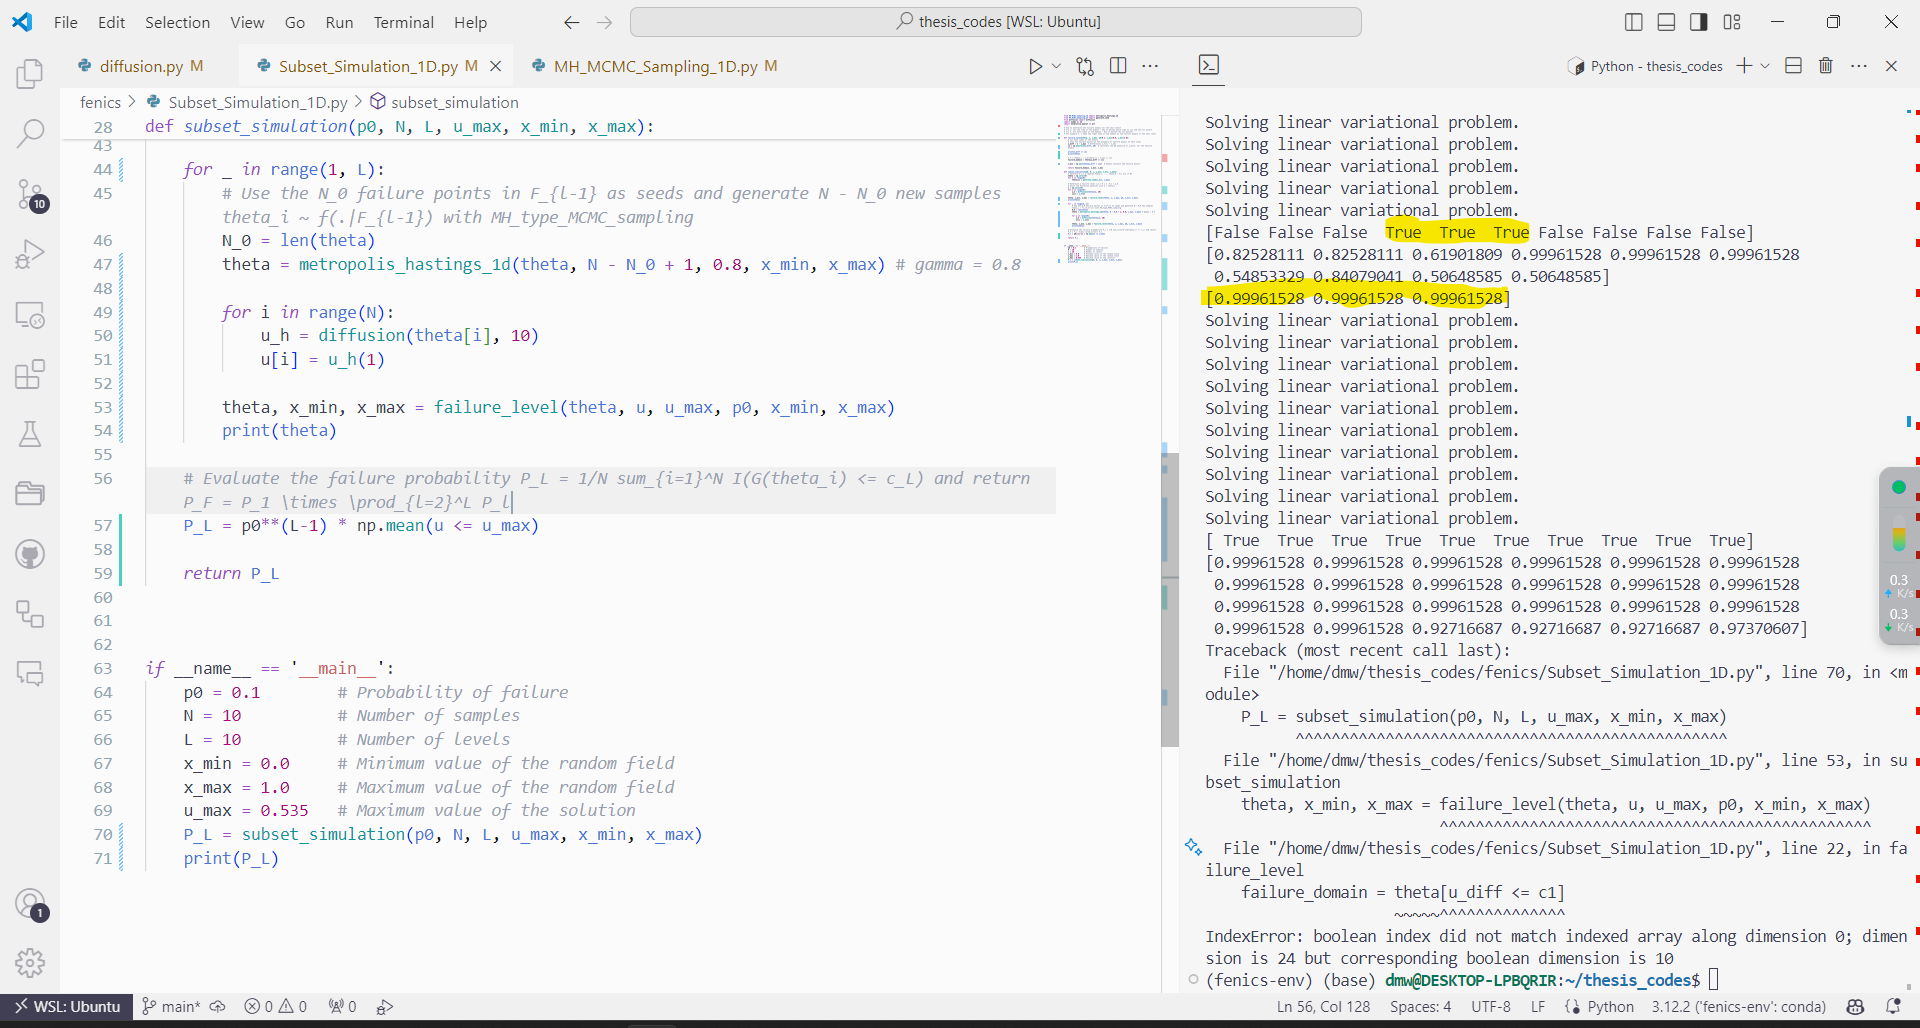 File Edit Selection View Go Run Terminal Help
thesis_codes [WSL: Ubuntu]
diffusion.py M
Subset_Simulation_1D.py M
MH_MCMC_Sampling_1D.py M
Python - thesis_codes
fenics > Subset_Simulation_1D.py > subset_simulation
28 def subset_simulation(p0, N, L, u_max, x_min, x_max):
43
44 for _ in range(1, L):
45 # Use the N_0 failure points in F_{l-1} as seeds and generate N - N_0 new samples
theta_i ~ f(.|F_{l-1}) with MH_type_MCMC_sampling
46 N_0 = len(theta)
47 theta = metropolis_hastings_1d(theta, N - N_0 + 1, 0.8, x_min, x_max) # gamma = 0.8
48
49 for i in range(N):
50 u_h = diffusion(theta[i], 10)
51 u[i] = u_h(1)
52
53 theta, x_min, x_max = failure_level(theta, u, u_max, p0, x_min, x_max)
54 print(theta)
55
56 # Evaluate the failure probability P_L = 1/N sum_{i=1}^N I(G(theta_i) <= c_L) and return
P_F = P_1 \times \prod_{l=2}^L P_l
57 P_L = p0**(L-1) * np.mean(u <= u_max)
58
59 return P_L
60
61
62
63 if __name__ == '__main__':
64 p0 = 0.1 # Probability of failure
65 N = 10 # Number of samples
66 L = 10 # Number of levels
67 x_min = 0.0 # Minimum value of the random field
68 x_max = 1.0 # Maximum value of the random field
69 u_max = 0.535 # Maximum value of the solution
70 P_L = subset_simulation(p0, N, L, u_max, x_min, x_max)
71 print(P_L)
Solving linear variational problem.
Solving linear variational problem.
Solving linear variational problem.
Solving linear variational problem.
Solving linear variational problem.
[False False False True True True False False False False]
[0.82528111 0.82528111 0.61901809 0.99961528 0.99961528 0.99961528
0.54853329 0.84079041 0.50648585 0.50648585]
[0.99961528 0.99961528 0.99961528]
Solving linear variational problem.
Solving linear variational problem.
Solving linear variational problem.
Solving linear variational problem.
Solving linear variational problem.
Solving linear variational problem.
Solving linear variational problem.
Solving linear variational problem.
Solving linear variational problem.
Solving linear variational problem.
[ True True True True True True True True True True]
[0.99961528 0.99961528 0.99961528 0.99961528 0.99961528 0.99961528
0.99961528 0.99961528 0.99961528 0.99961528 0.99961528 0.99961528
0.99961528 0.99961528 0.99961528 0.99961528 0.99961528 0.99961528
0.99961528 0.99961528 0.92716687 0.92716687 0.92716687 0.97370607]
Traceback (most recent call last):
File "/home/dmw/thesis_codes/fenics/Subset_Simulation_1D.py", line 70, in <m
odule>
P_L = subset_simulation(p0, N, L, u_max, x_min, x_max)
^^^^^^^^^^^^^^^^^^^^^^^^^^^^^^^^^^^^^^^^^^^^^^^^
File "/home/dmw/thesis_codes/fenics/Subset_Simulation_1D.py", line 53, in su
bset_simulation
theta, x_min, x_max = failure_level(theta, u, u_max, p0, x_min, x_max)
^^^^^^^^^^^^^^^^^^^^^^^^^^^^^^^^^^^^^^^^^^^^^^^^
File "/home/dmw/thesis_codes/fenics/Subset_Simulation_1D.py", line 22, in fa
ilure_level
failure_domain = theta[u_diff <= c1]
~~~~~^^^^^^^^^^^^^^
IndexError: boolean index did not match indexed array along dimension 0; dimen
sion is 24 but corresponding boolean dimension is 10
(fenics-env) (base) dmw@DESKTOP-LPBQRIR:~/thesis_codes$
10
1
0.3
K/s
0.3
K/s
WSL: Ubuntu main* 0 0 0 Ln 56, Col 128 Spaces: 4 UTF-8 LF Python 3.12.2 ('fenics-env': conda)